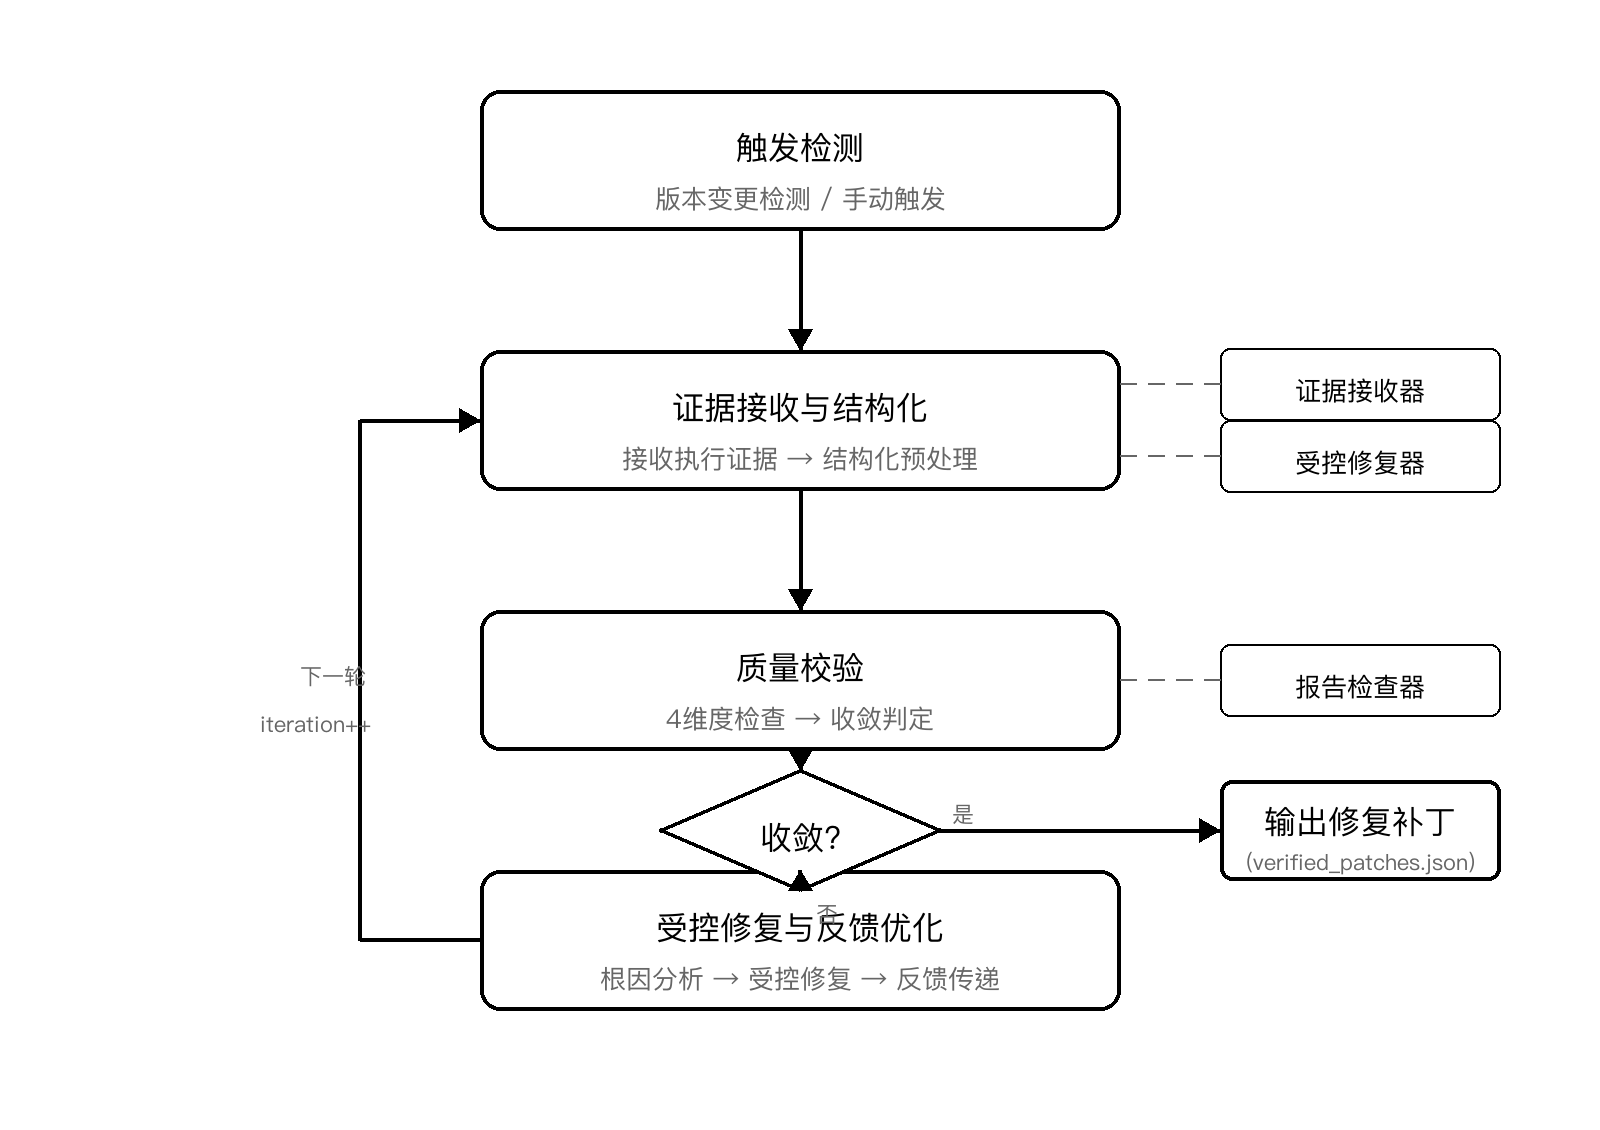 触发检测
版本变更检测 / 手动触发
证据接收与结构化
接收执行证据 → 结构化预处理
证据接收器
受控修复器
下一轮
iteration++
质量校验
4维度检查 → 收敛判定
报告检查器
收敛?
是
输出修复补丁
(verified_patches.json)
否
受控修复与反馈优化
根因分析 → 受控修复 → 反馈传递